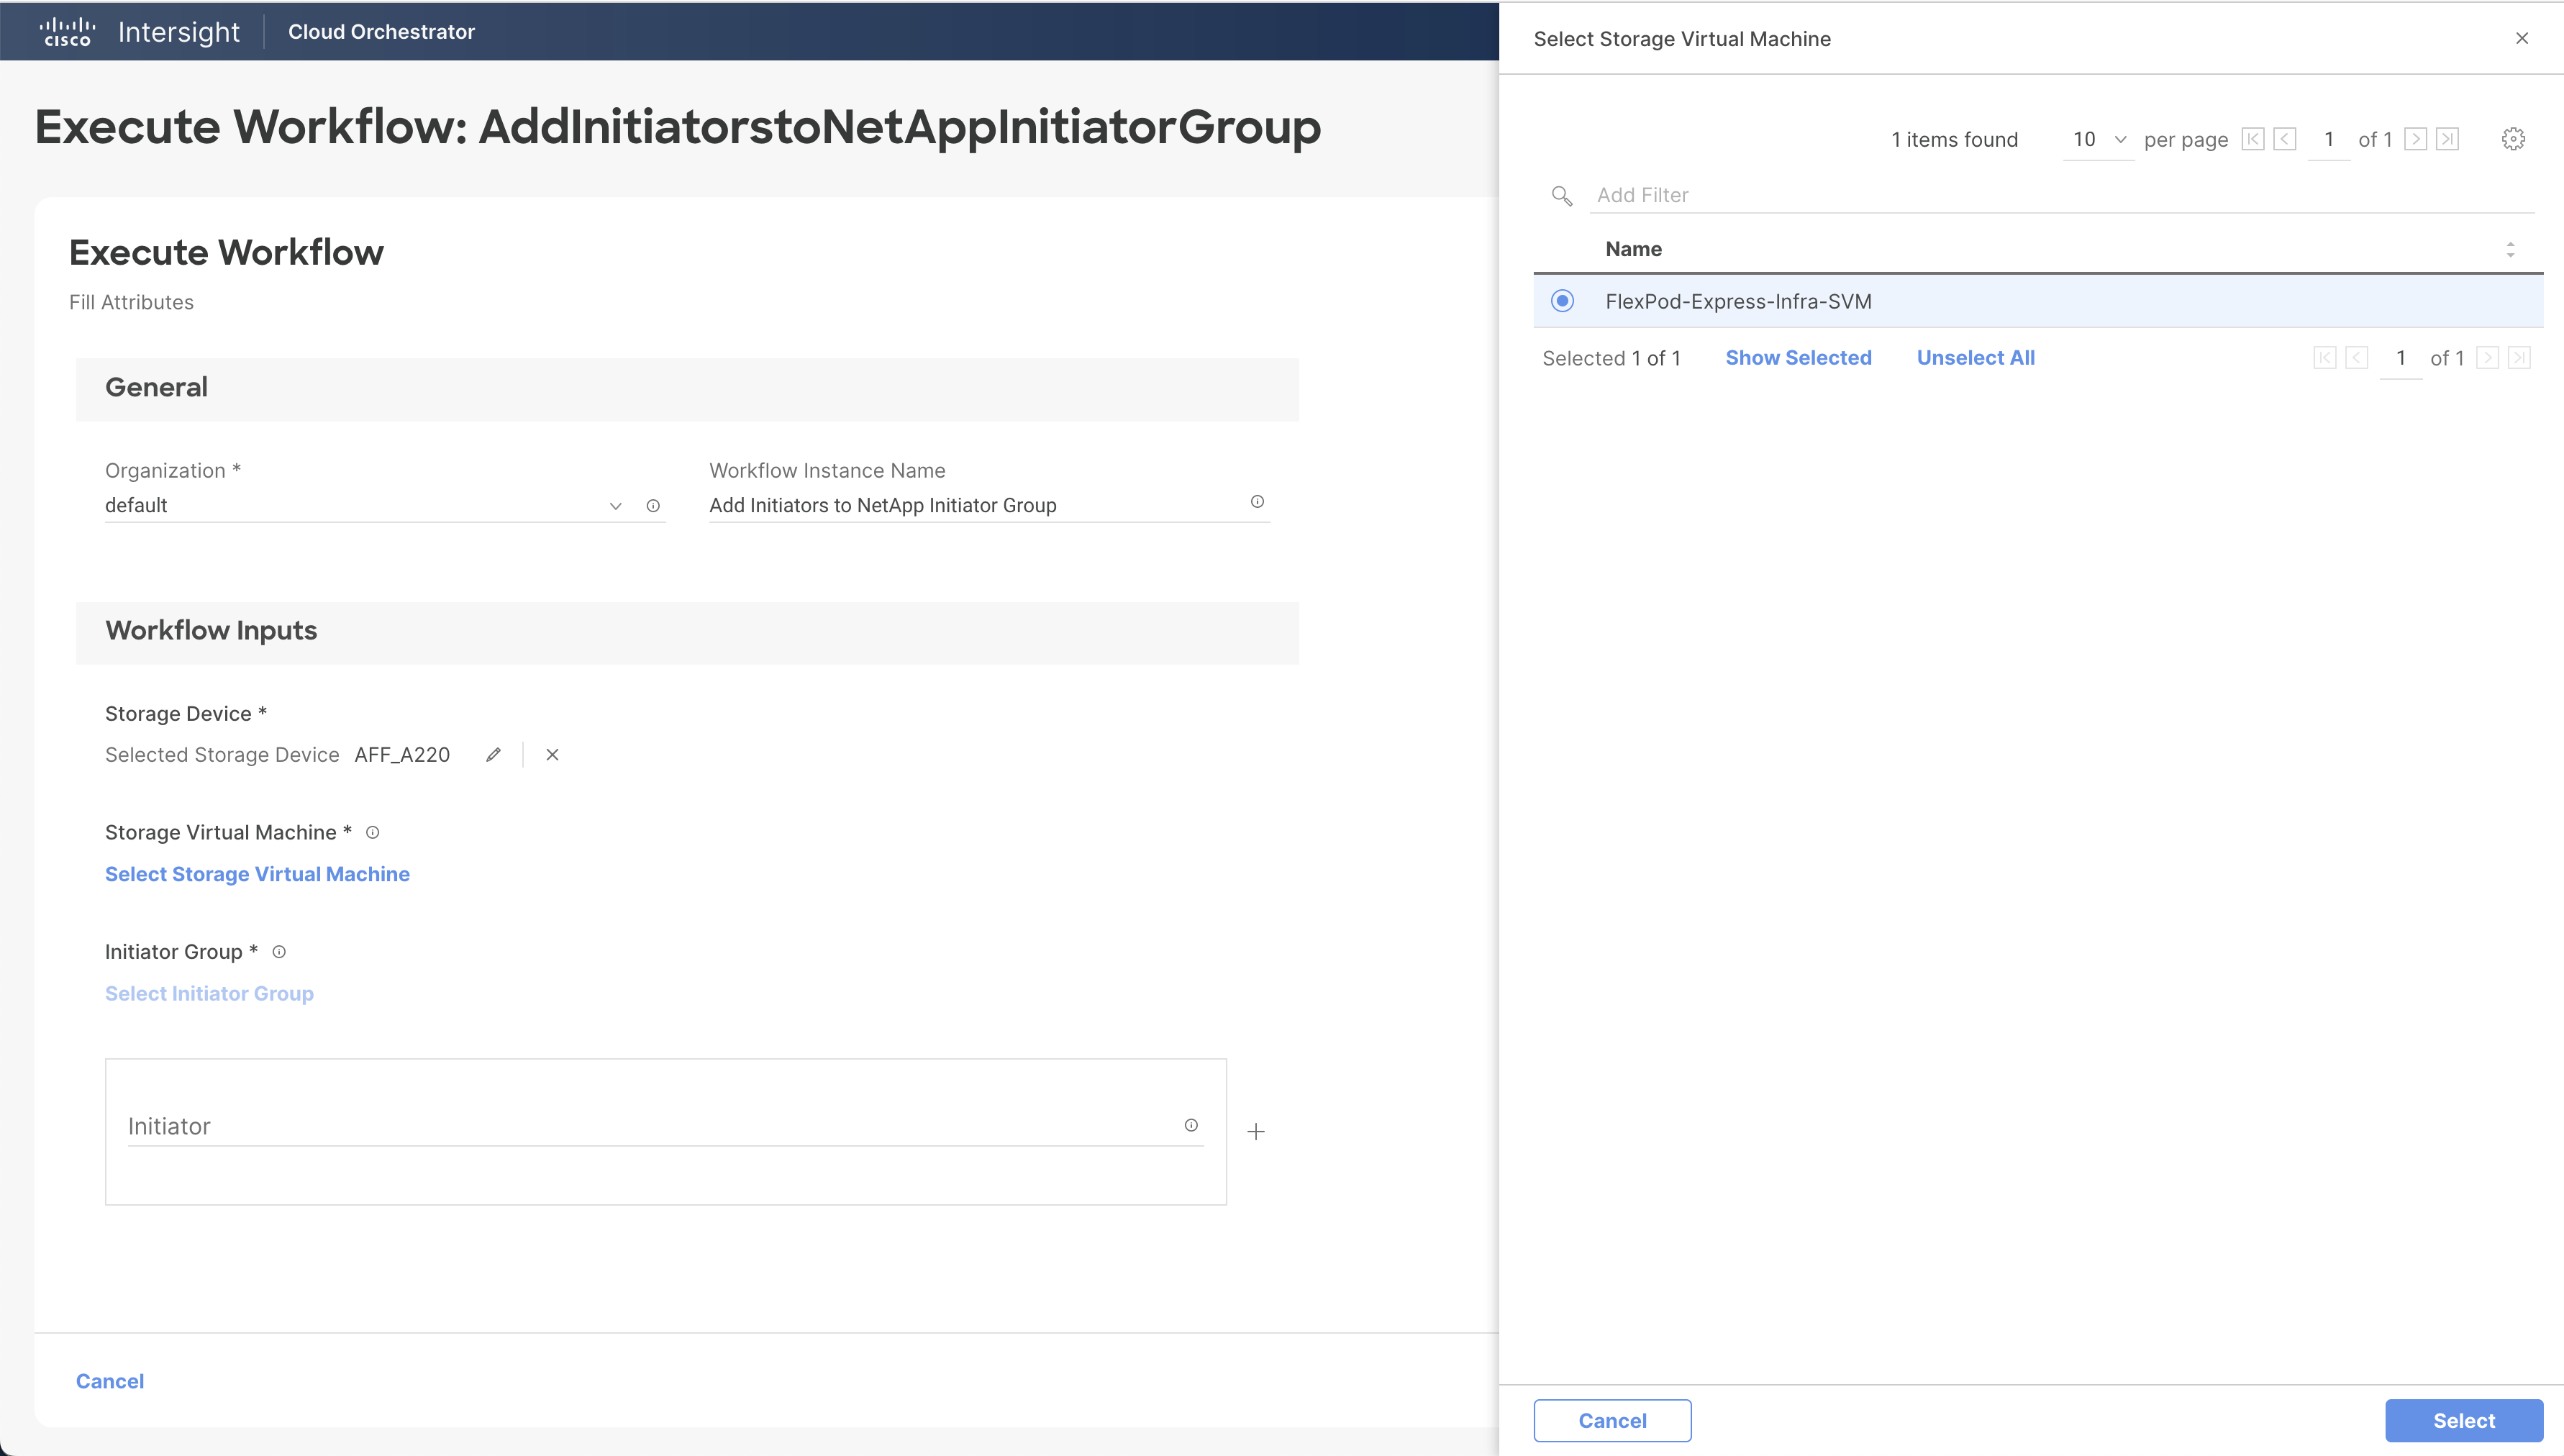 cisco Intersight Cloud Orchestrator
Execute Workflow: AddInitiatorstoNetAppInitiatorGroup
Execute Workflow
Fill Attributes
General
Organization * Workflow Instance Name
default Add Initiators to NetApp Initiator Group
Workflow Inputs
Storage Device *
Selected Storage Device AFF_A220
Storage Virtual Machine *
Select Storage Virtual Machine
Initiator Group *
Select Initiator Group
Initiator
Cancel
Select Storage Virtual Machine
1 items found 10 per page 1 of 1
Add Filter
Name
FlexPod-Express-Infra-SVM
Selected 1 of 1 Show Selected Unselect All 1 of 1
Cancel Select